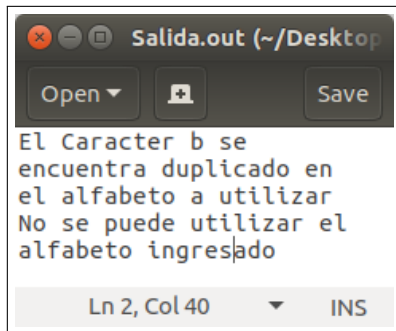 Salida.out (~/Desktop
Open
Save
El Caracter b se
encuentra duplicado en
el alfabeto a utilizar
No se puede utilizar el
alfabeto ingresado
Ln 2, Col 40
INS